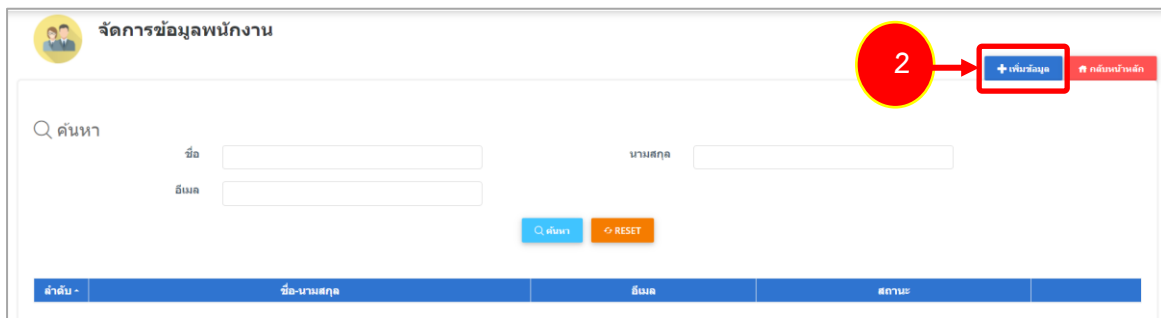 จัดการข้อมูลพนักงาน
2
เพิ่มข้อมูล
กลับหน้าหลัก
ค้นหา
ชื่อ
นามสกุล
อีเมล
ค้นหา
RESET
ลำดับ ชื่อ-นามสกุล อีเมล สถานะ